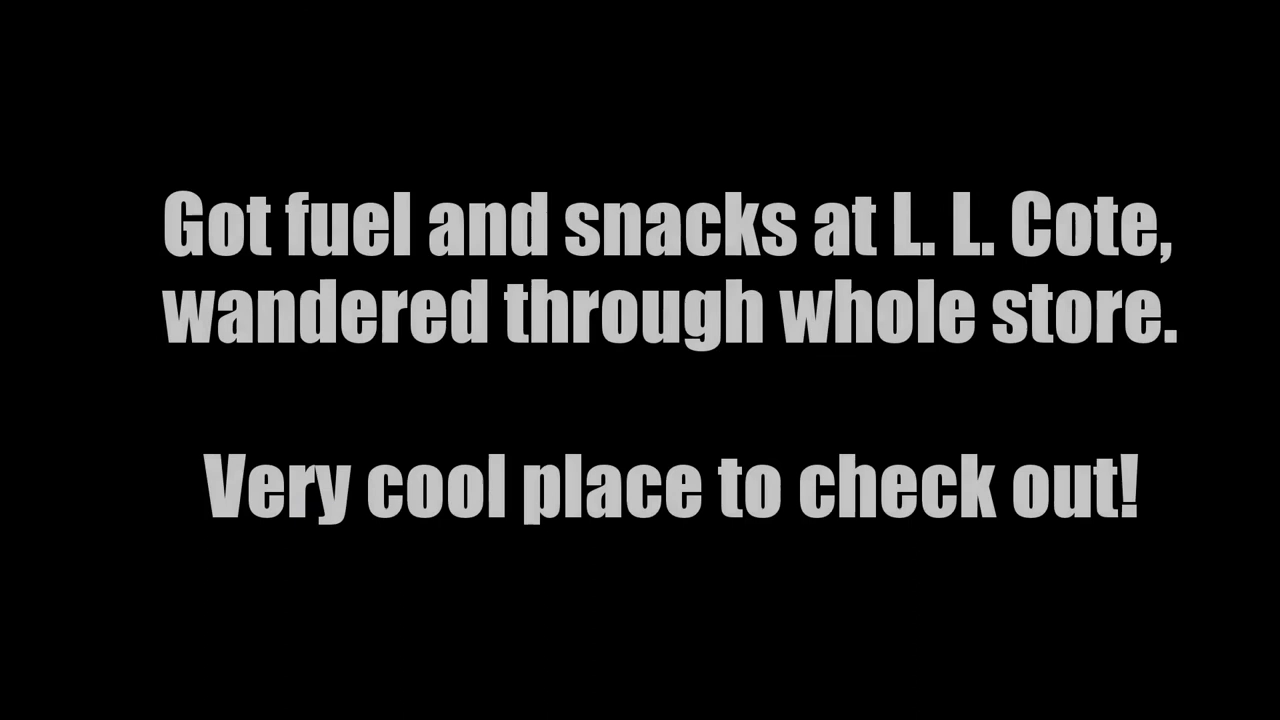 Got fuel and snacks at L. L. Cote,
wandered through whole store.
Very cool place to check out!